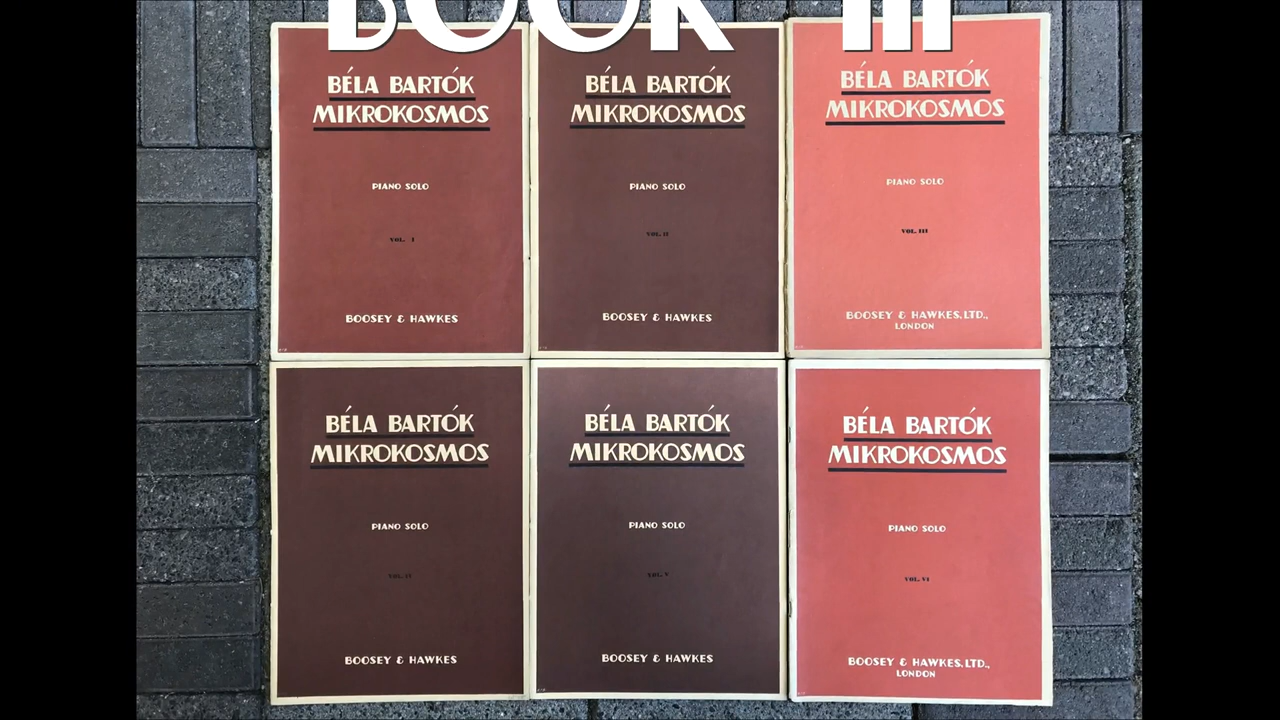 BOOK III
BÉLA BARTÓK
MIKROKOSMOS
PIANO SOLO
VOL. I
BOOSEY & HAWKES
BÉLA BARTÓK
MIKROKOSMOS
PIANO SOLO
VOL. II
BOOSEY & HAWKES
BÉLA BARTÓK
MIKROKOSMOS
PIANO SOLO
VOL. III
BOOSEY & HAWKES, LTD.,
LONDON
BÉLA BARTÓK
MIKROKOSMOS
PIANO SOLO
VOL.
BOOSEY & HAWKES
BÉLA BARTÓK
MIKROKOSMOS
PIANO SOLO
VOL. V
BOOSEY & HAWKES
BÉLA BARTÓK
MIKROKOSMOS
PIANO SOLO
VOL. VI
BOOSEY & HAWKES, LTD.,
LONDON